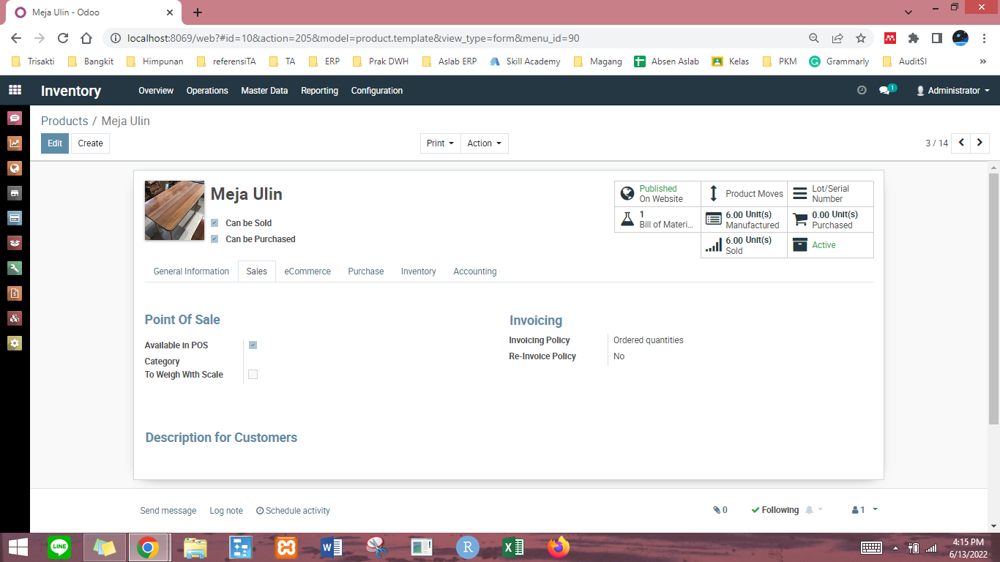 Meja Ulin - Odoo
localhost:8069/web?#id=10&action=205&model=product.template&view_type=form&menu_id=90
Trisakti Bangkit Himpunan referensiTA TA ERP Prak DWH Aslab ERP Skill Academy Magang Absen Aslab Kelas PKM Grammarly AuditSI »
Inventory Overview Operations Master Data Reporting Configuration 1 Administrator
Products / Meja Ulin
Edit Create Print Action 3 / 14
Meja Ulin
Can be Sold
Can be Purchased
Published
On Website
Product Moves
Lot/Serial
Number
1
Bill of Materi...
6.00 Unit(s)
Manufactured
0.00 Unit(s)
Purchased
6.00 Unit(s)
Sold
Active
General Information Sales eCommerce Purchase Inventory Accounting
Point Of Sale
Available in POS
Category
To Weigh With Scale
Invoicing
Invoicing Policy Ordered quantities
Re-Invoice Policy No
Description for Customers
Send message Log note Schedule activity 0 Following 1
LINE
R
4:15 PM
6/13/2022